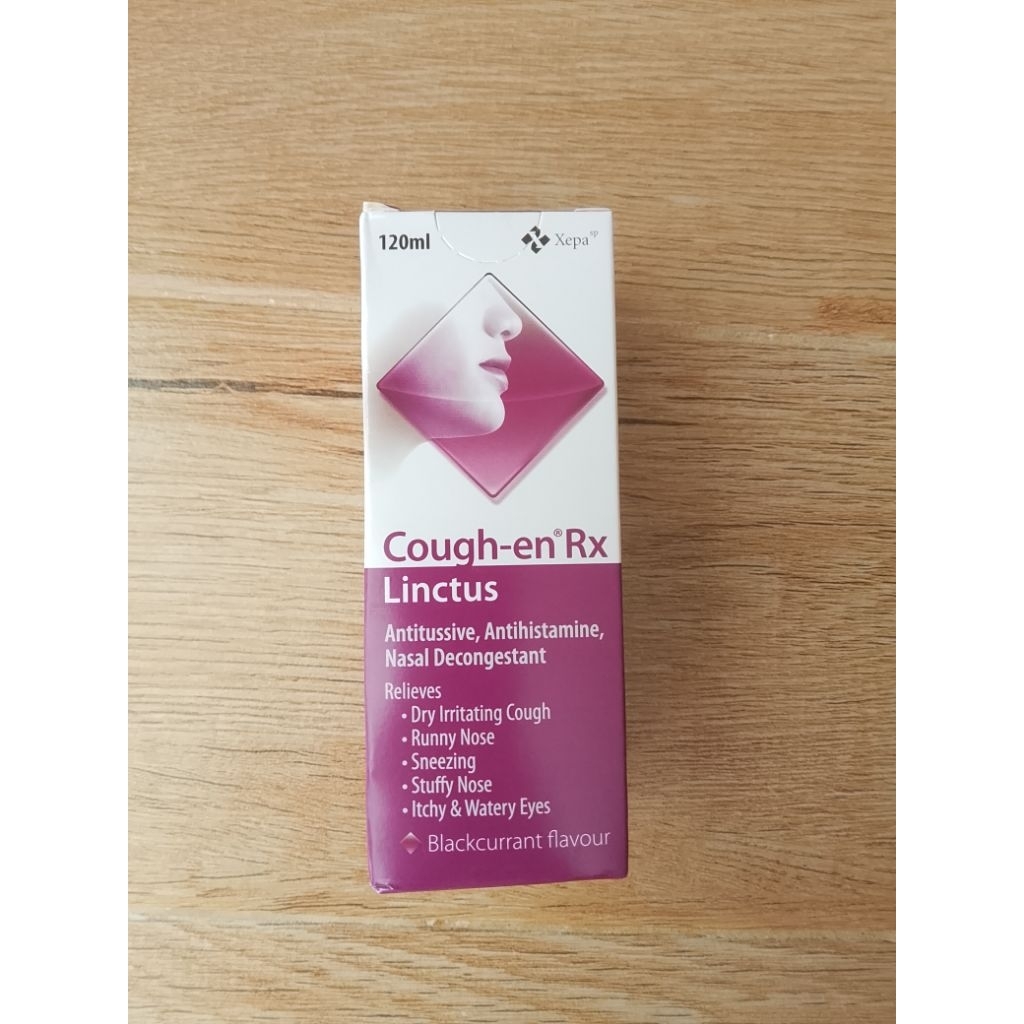 120ml
Xepa sp
Cough-en® Rx
Linctus
Antitussive, Antihistamine,
Nasal Decongestant
Relieves
• Dry Irritating Cough
• Runny Nose
• Sneezing
• Stuffy Nose
• Itchy & Watery Eyes
Blackcurrant flavour